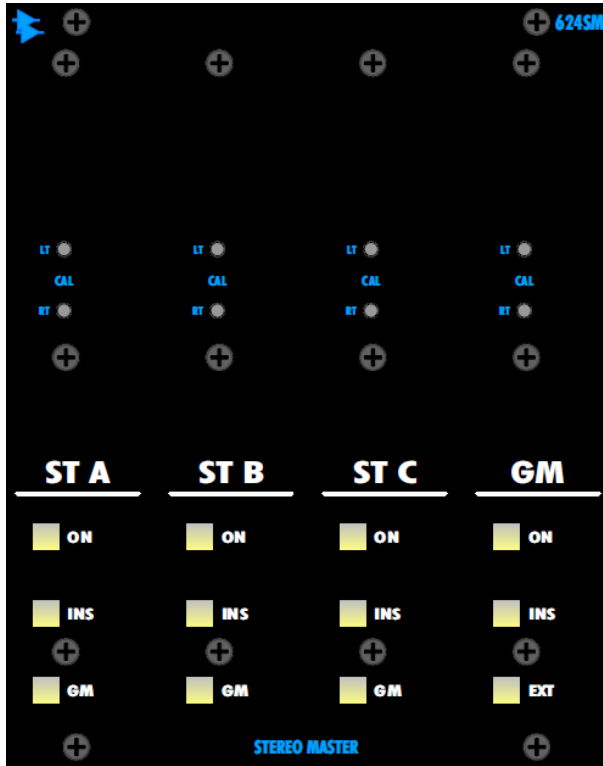 624SM
LT LT LT LT
CAL CAL CAL CAL
RT RT RT RT
ST A ST B ST C GM
ON ON ON ON
INS INS INS INS
GM GM GM EXT
STEREO MASTER